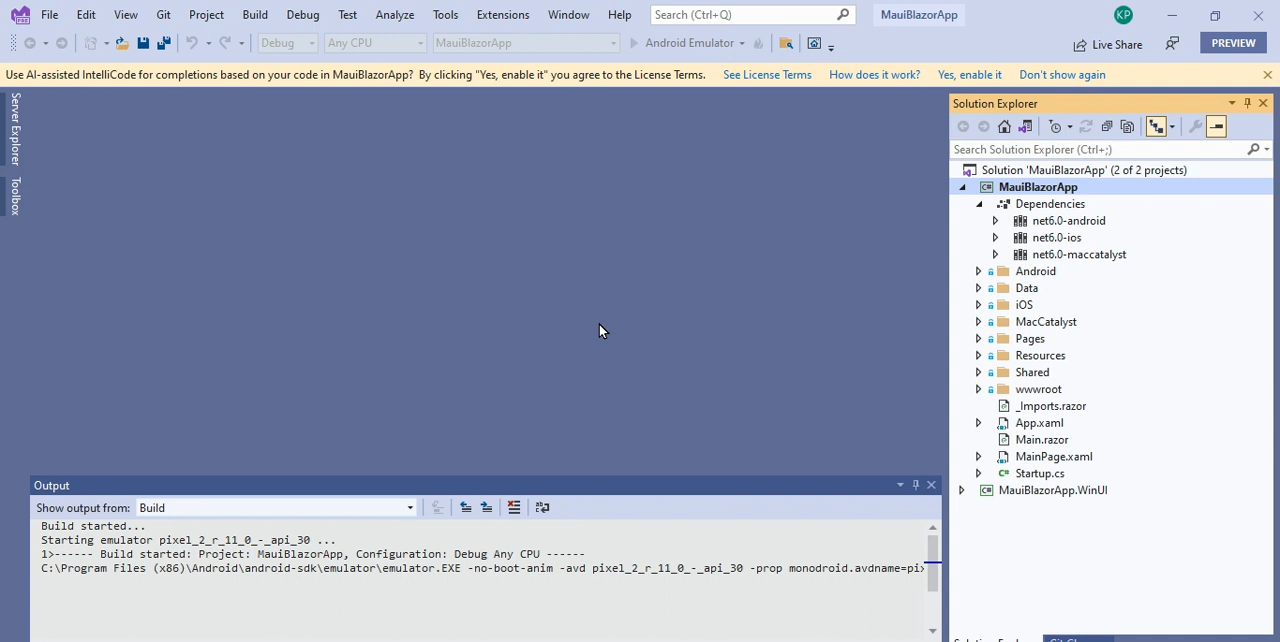 File Edit View Git Project Build Debug Test Analyze Tools Extensions Window Help Search (Ctrl+Q) MauiBlazorApp KP
Debug Any CPU MauiBlazorApp Android Emulator Live Share PREVIEW
Use AI-assisted IntelliCode for completions based on your code in MauiBlazorApp? By clicking "Yes, enable it" you agree to the License Terms. See License Terms How does it work? Yes, enable it Don't show again
Server Explorer
Toolbox
Solution Explorer
Search Solution Explorer (Ctrl+;)
Solution 'MauiBlazorApp' (2 of 2 projects)
MauiBlazorApp
Dependencies
net6.0-android
net6.0-ios
net6.0-maccatalyst
Android
Data
iOS
MacCatalyst
Pages
Resources
Shared
wwwroot
_Imports.razor
App.xaml
Main.razor
MainPage.xaml
Startup.cs
MauiBlazorApp.WinUI
Output
Show output from: Build
Build started...
Starting emulator pixel_2_r_11_0_-_api_30 ...
1>------ Build started: Project: MauiBlazorApp, Configuration: Debug Any CPU ------
C:\Program Files (x86)\Android\android-sdk\emulator\emulator.EXE -no-boot-anim -avd pixel_2_r_11_0_-_api_30 -prop monodroid.avdname=pix